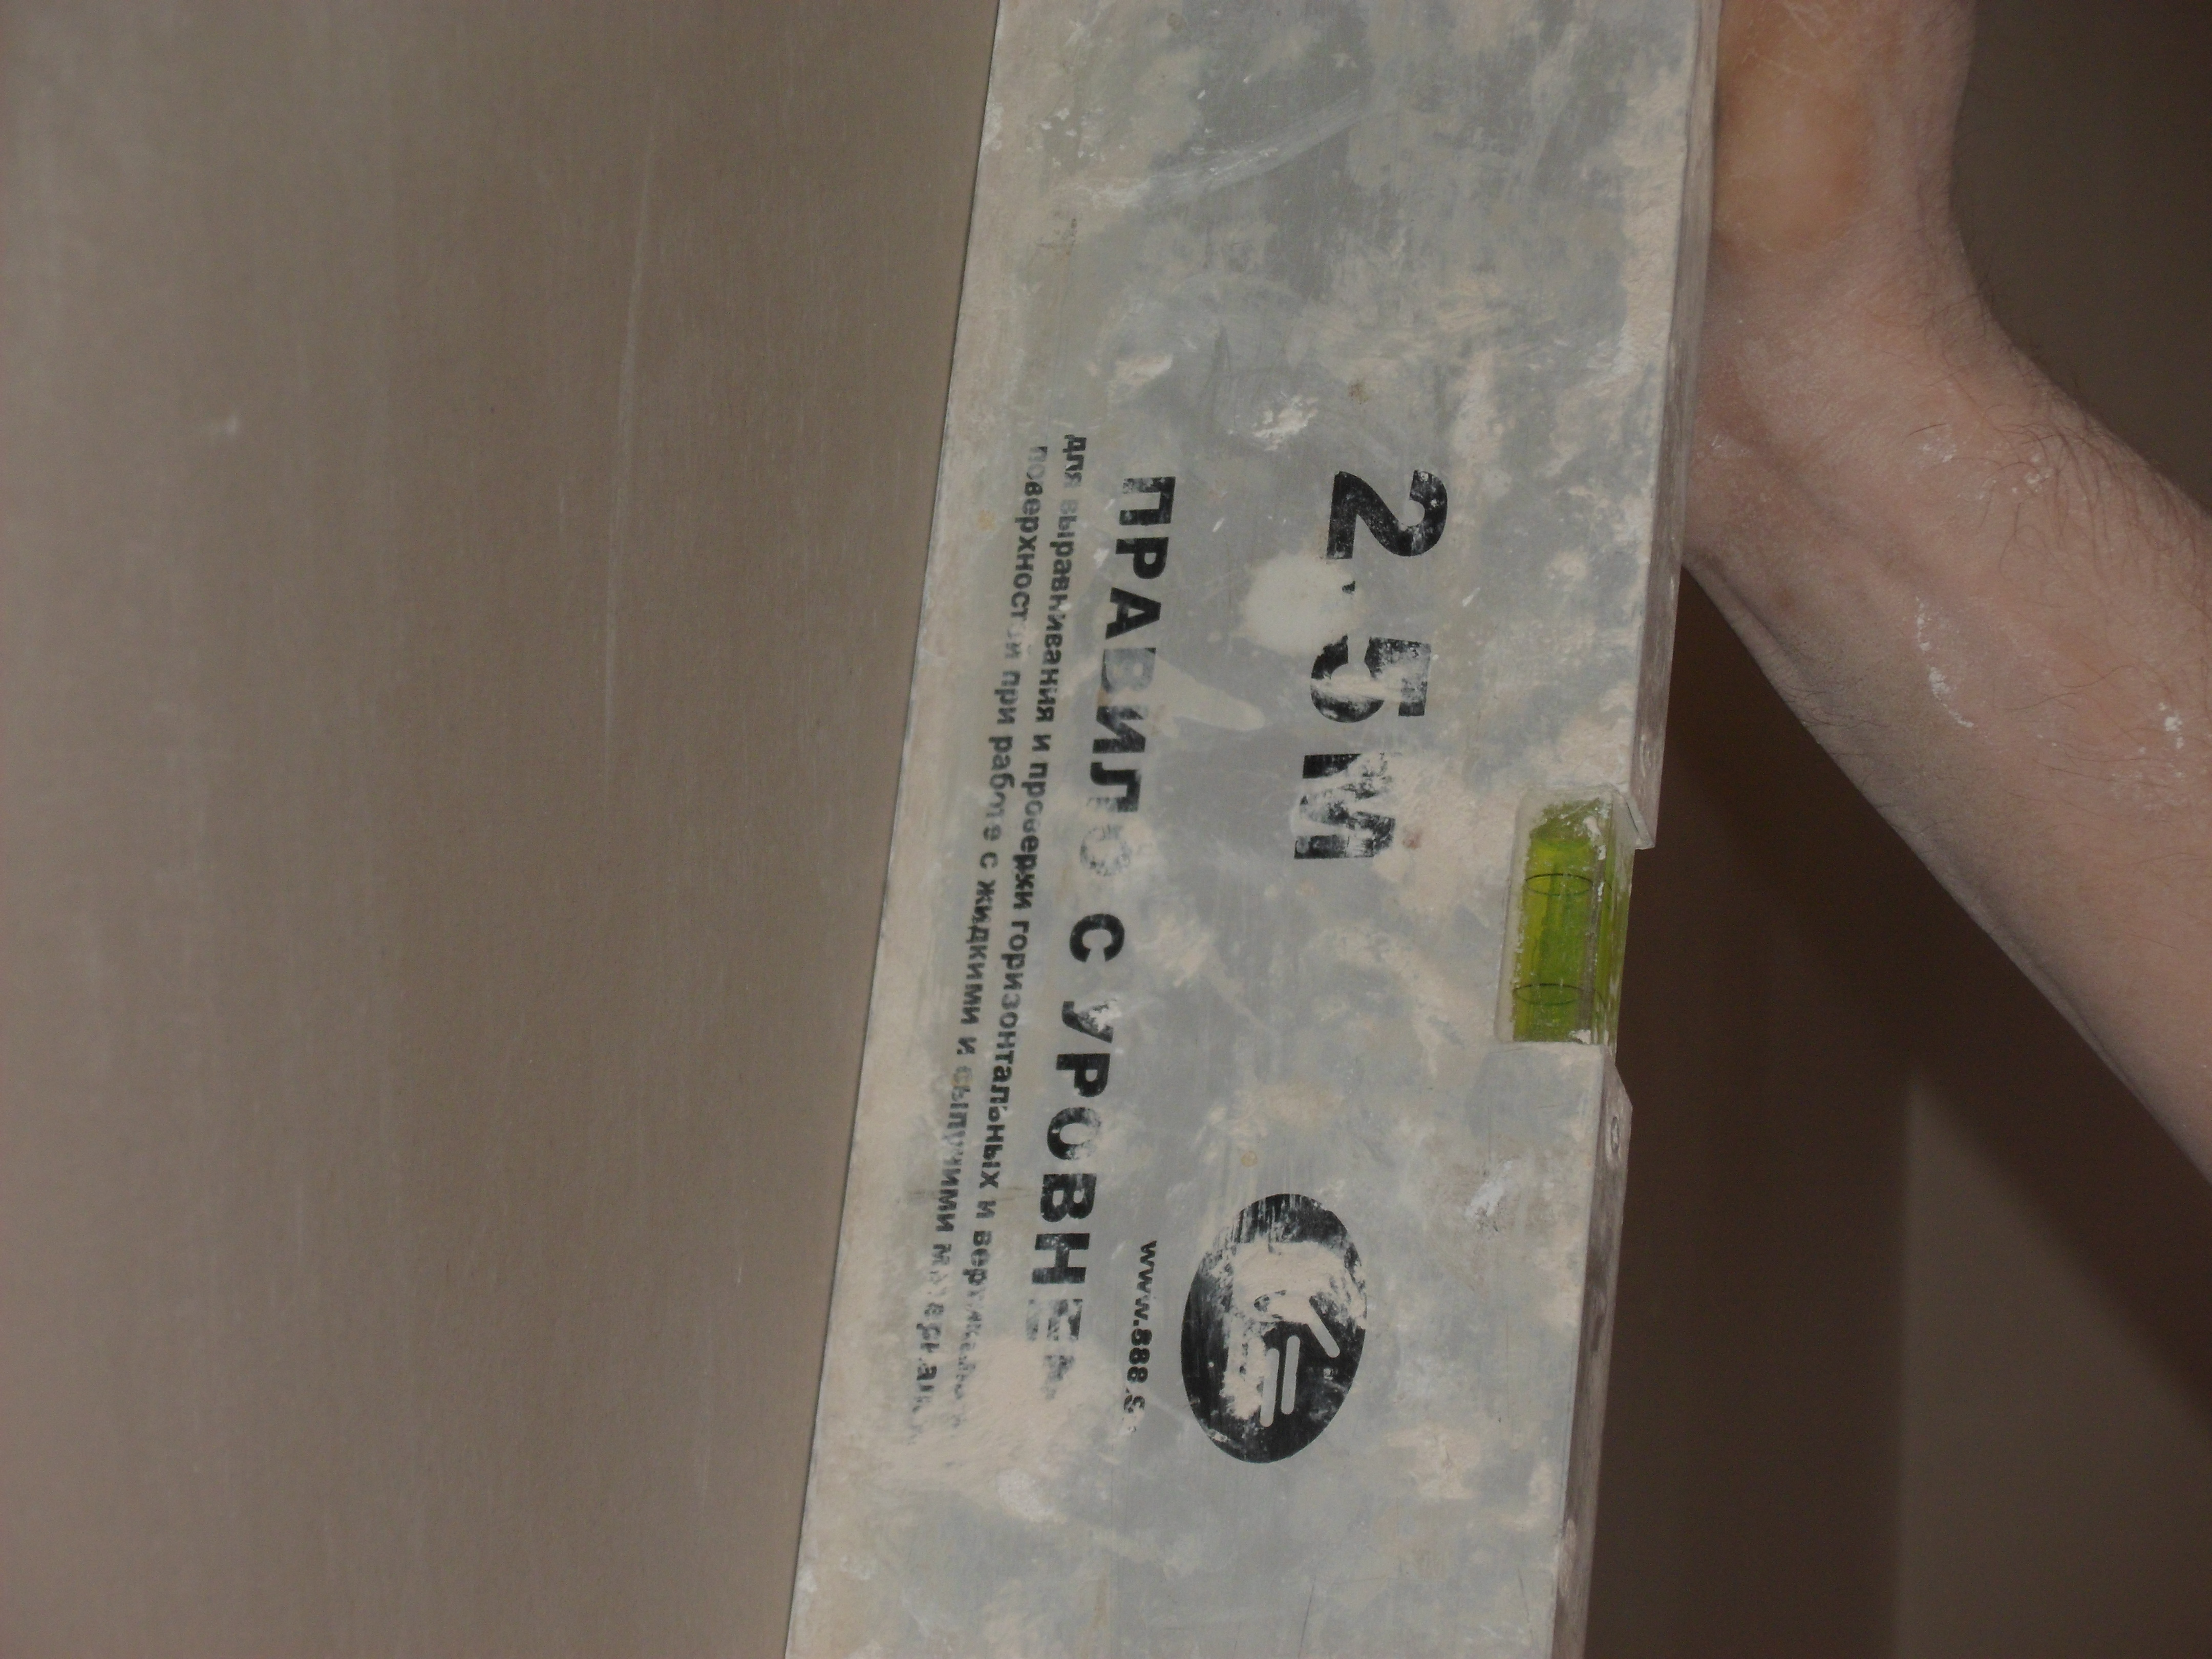 2.5М
www.888.s
ПРАВИЛО С УРОВНЕМ
для выравнивания и проверки горизонтальных и вертикальных
поверхностей при работе с жидкими и сыпучими материалами